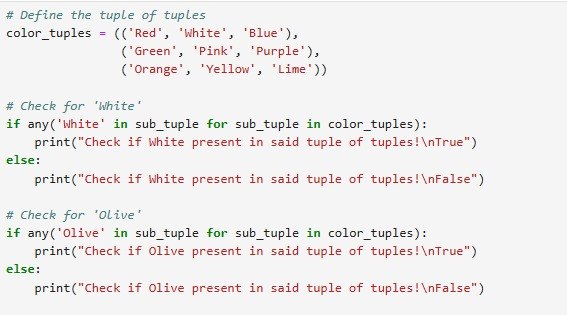 # Define the tuple of tuples
color_tuples = (('Red', 'White', 'Blue'),
                ('Green', 'Pink', 'Purple'),
                ('Orange', 'Yellow', 'Lime'))

# Check for 'White'
if any('White' in sub_tuple for sub_tuple in color_tuples):
    print("Check if White present in said tuple of tuples!\nTrue")
else:
    print("Check if White present in said tuple of tuples!\nFalse")

# Check for 'Olive'
if any('Olive' in sub_tuple for sub_tuple in color_tuples):
    print("Check if Olive present in said tuple of tuples!\nTrue")
else:
    print("Check if Olive present in said tuple of tuples!\nFalse")